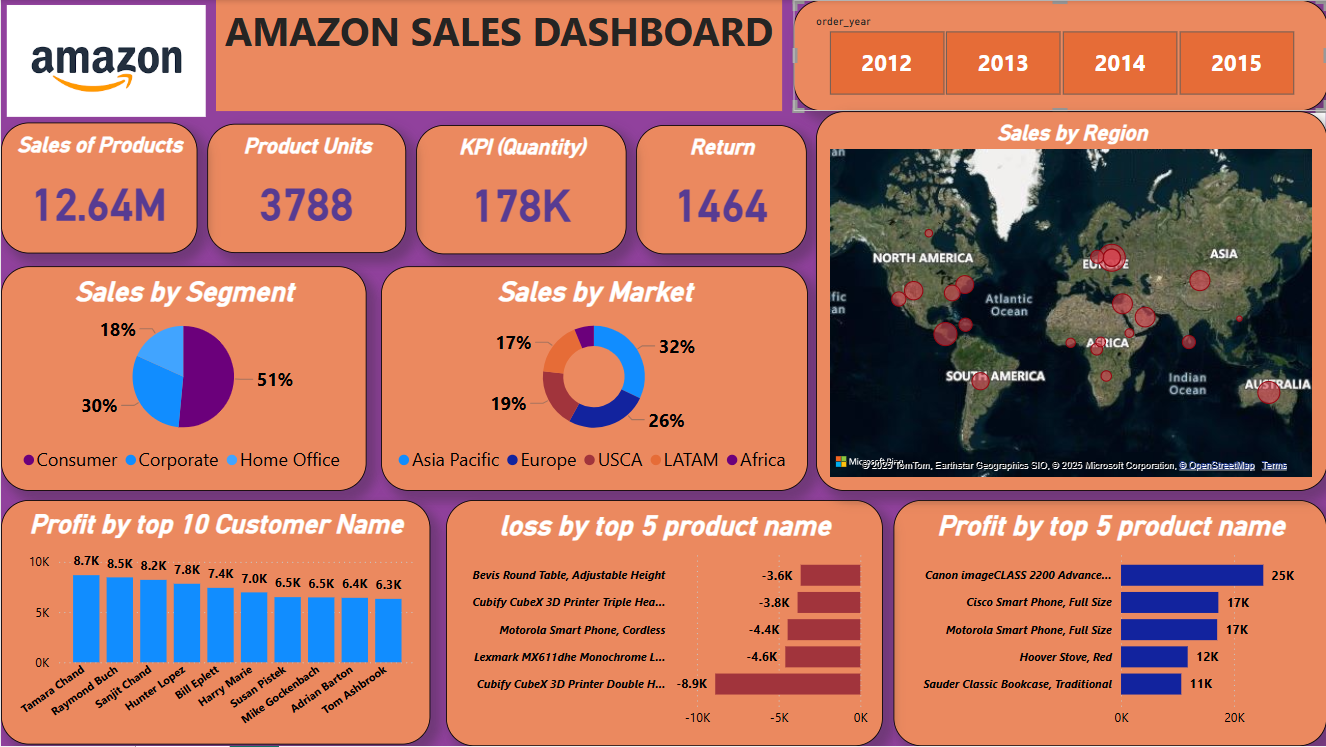 amazon
AMAZON SALES DASHBOARD
order_year
2012 2013 2014 2015
Sales of Products
12.64M
Product Units
3788
KPI (Quantity)
178K
Return
1464
Sales by Region
an
NORTH AMERICA
EUROPE
ASIA
fic
an
Atlantic
Ocean
AFRICA
SOUTH AMERICA
Indian
Ocean
AUSTRALIA
© 2025 TomTom, Earthstar Geographics SIO, © 2025 Microsoft Corporation, © OpenStreetMap Terms
Sales by Segment
18%
51%
30%
Consumer Corporate Home Office
Sales by Market
17%
32%
19%
26%
Asia Pacific Europe USCA LATAM Africa
Profit by top 10 Customer Name
10K
5K
0K
8.7K 8.5K 8.2K 7.8K 7.4K 7.0K 6.5K 6.5K 6.4K 6.3K
Tamara Chand
Raymond Buch
Sanjit Chand
Hunter Lopez
Bill Eplett
Harry Marie
Susan Pistek
Mike Gockenbach
Adrian Barton
Tom Ashbrook
loss by top 5 product name
Bevis Round Table, Adjustable Height -3.6K
Cubify CubeX 3D Printer Triple Hea... -3.8K
Motorola Smart Phone, Cordless -4.4K
Lexmark MX611dhe Monochrome L... -4.6K
Cubify CubeX 3D Printer Double H... -8.9K
-10K -5K 0K
Profit by top 5 product name
Canon imageCLASS 2200 Advance... 25K
Cisco Smart Phone, Full Size 17K
Motorola Smart Phone, Full Size 17K
Hoover Stove, Red 12K
Sauder Classic Bookcase, Traditional 11K
0K 20K